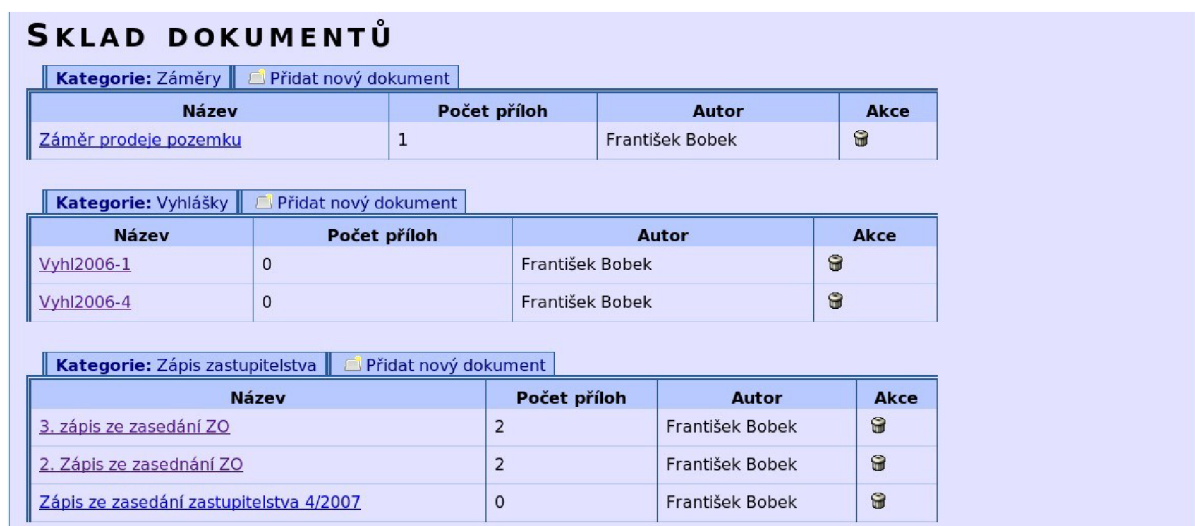 SKLAD DOKUMENTŮ
Kategorie: Záměry Přidat nový dokument
Název Počet příloh Autor Akce
Záměr prodeje pozemku 1 František Bobek
Kategorie: Vyhlášky Přidat nový dokument
Název Počet příloh Autor Akce
Vyhl2006-1 0 František Bobek
Vyhl2006-4 0 František Bobek
Kategorie: Zápis zastupitelstva Přidat nový dokument
Název Počet příloh Autor Akce
3. zápis ze zasedání ZO 2 František Bobek
2. Zápis ze zasednání ZO 2 František Bobek
Zápis ze zasedání zastupitelstva 4/2007 0 František Bobek